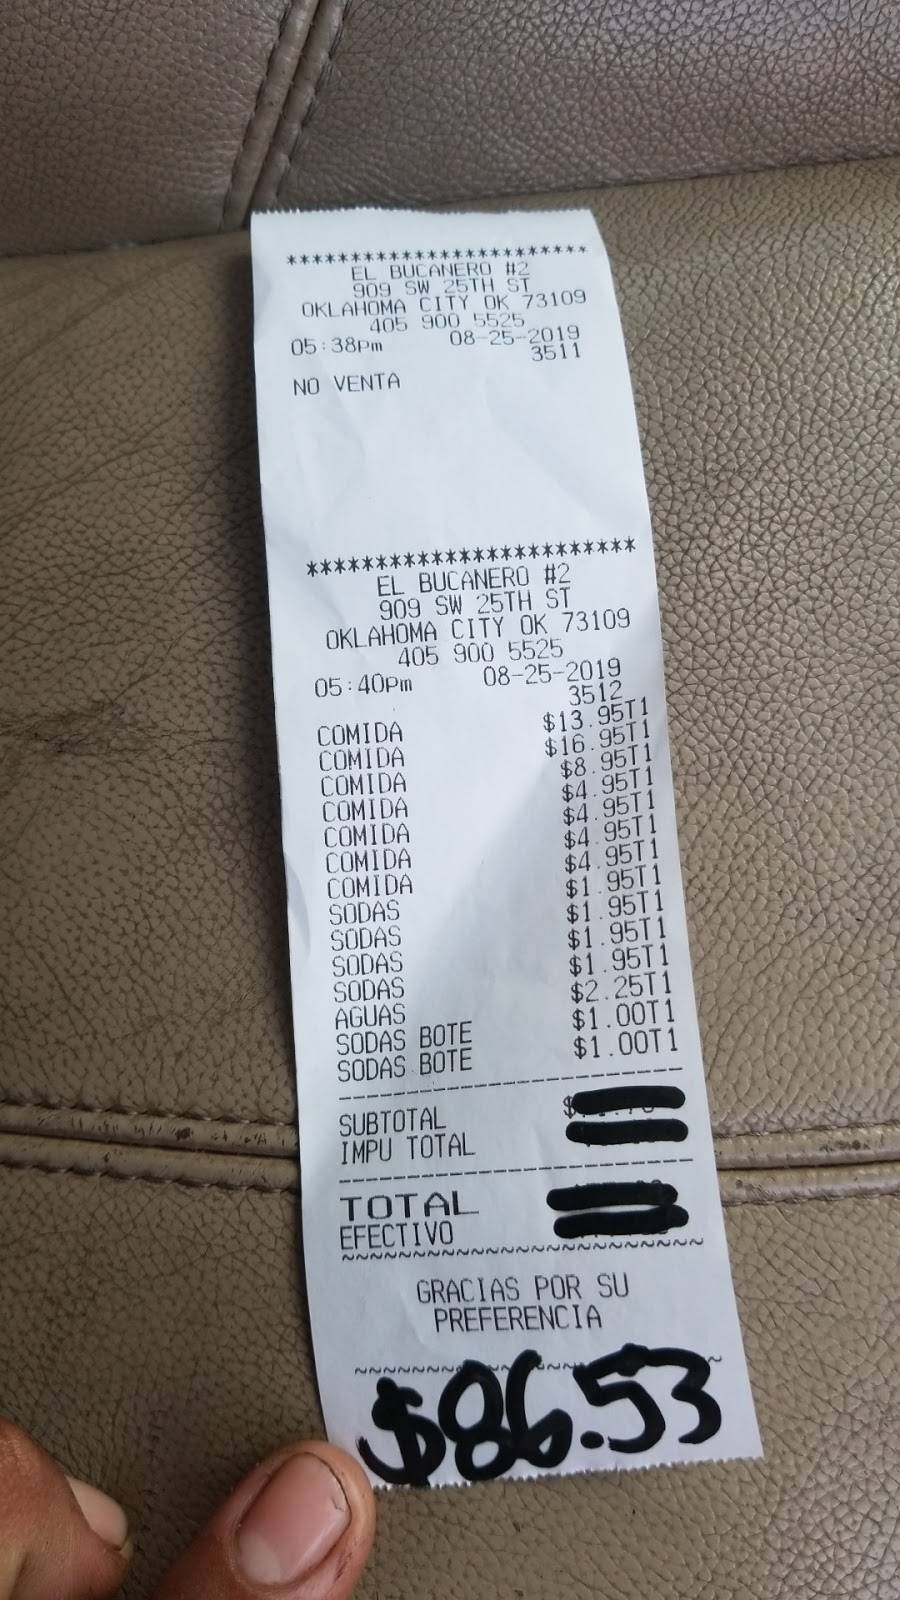 ************************
EL BUCANERO #2
909 SW 25TH ST
OKLAHOMA CITY OK 73109
405 900 5525
05:38pm 08-25-2019
3511
NO VENTA
************************
EL BUCANERO #2
909 SW 25TH ST
OKLAHOMA CITY OK 73109
405 900 5525
05:40pm 08-25-2019
3512
COMIDA $13.95T1
COMIDA $16.95T1
COMIDA $8.95T1
COMIDA $4.95T1
COMIDA $4.95T1
COMIDA $4.95T1
COMIDA $4.95T1
SODAS $1.95T1
SODAS $1.95T1
SODAS $1.95T1
SODAS $1.95T1
AGUAS $2.25T1
SODAS BOTE $1.00T1
SODAS BOTE $1.00T1
SUBTOTAL
IMPU TOTAL
TOTAL
EFECTIVO
GRACIAS POR SU
PREFERENCIA
$86.53